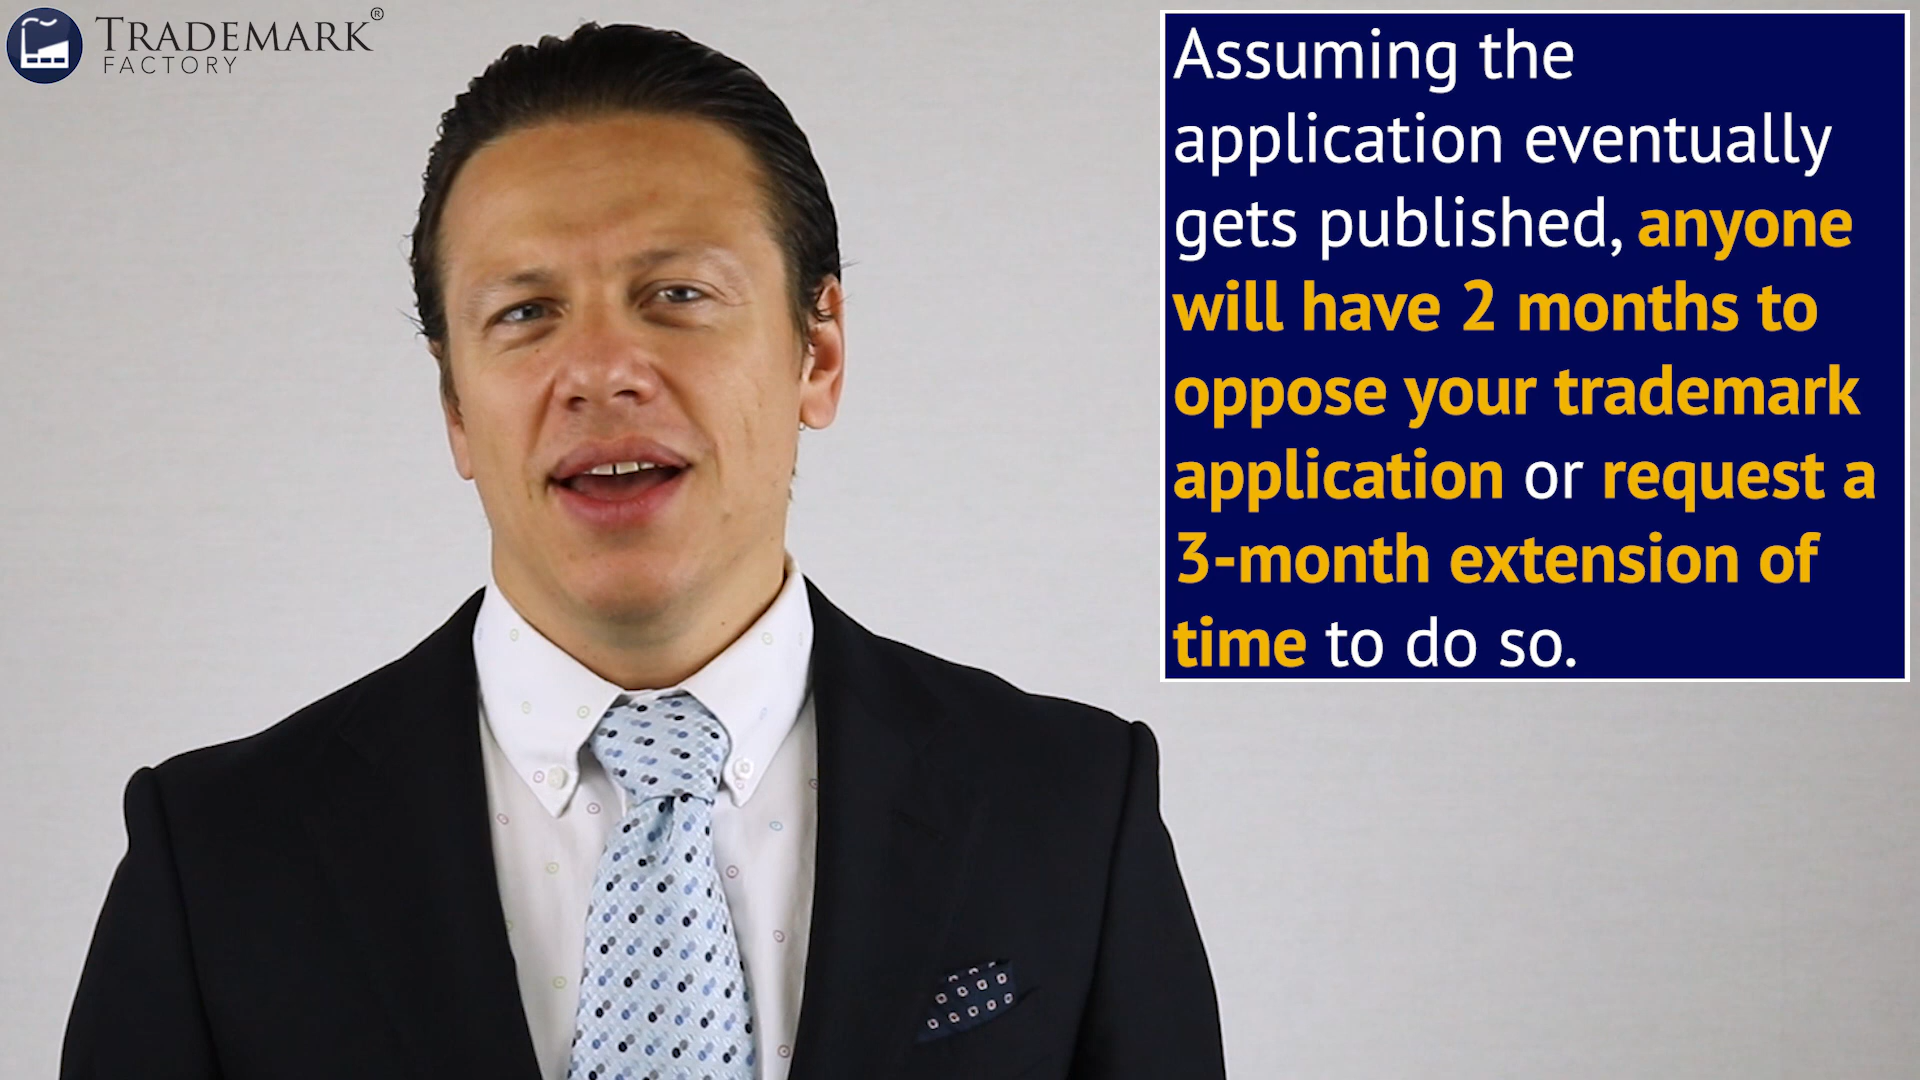 TRADEMARK®
FACTORY
Assuming the
application eventually
gets published, anyone
will have 2 months to
oppose your trademark
application or request a
3-month extension of
time to do so.